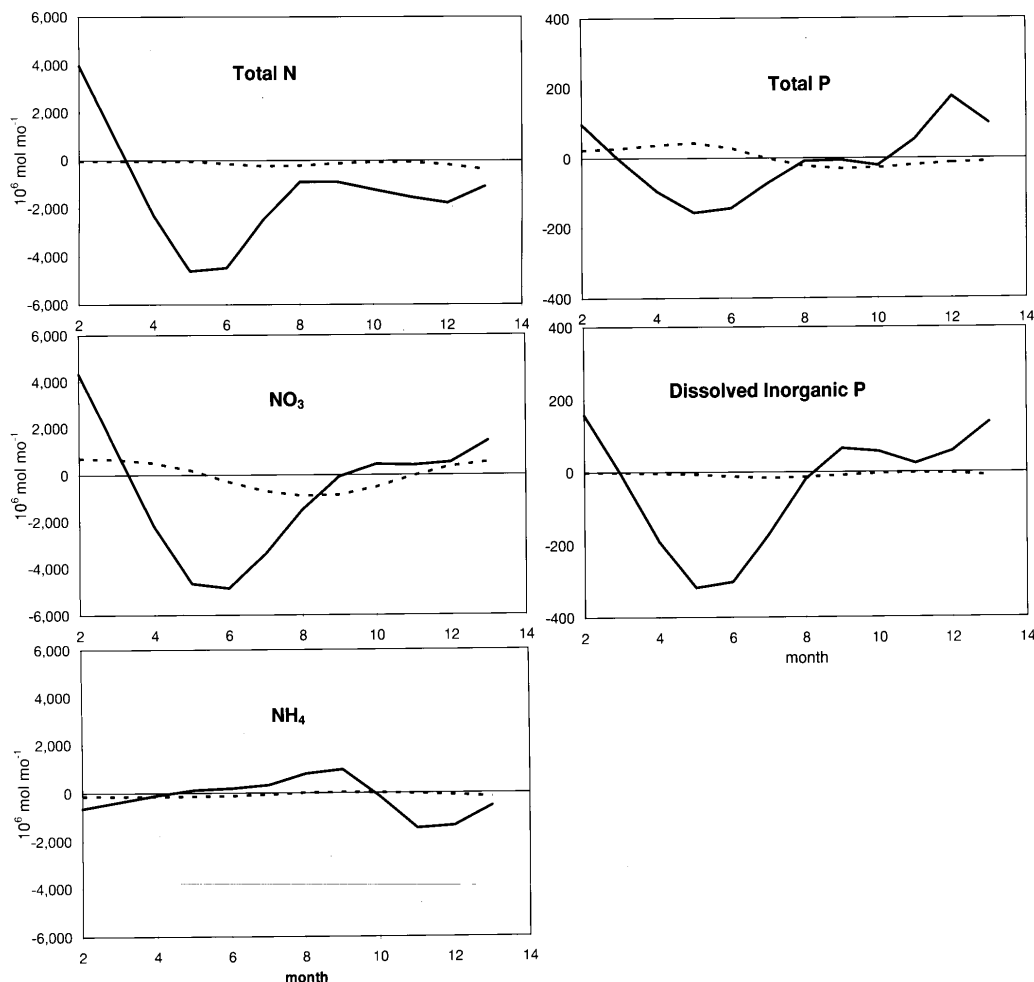 Total N
10⁶ mol mo⁻¹
6,000
4,000
2,000
0
-2,000
-4,000
-6,000
2 4 6 8 10 12 14
Total P
400
200
0
-200
-400
2 4 6 8 10 12 14
NO₃
10⁶ mol mo⁻¹
6,000
4,000
2,000
0
-2,000
-4,000
-6,000
2 4 6 8 10 12 14
Dissolved Inorganic P
400
200
0
-200
-400
2 4 6 8 10 12 14
month
NH₄
10⁶ mol mo⁻¹
6,000
4,000
2,000
0
-2,000
-4,000
-6,000
2 4 6 8 10 12 14
month